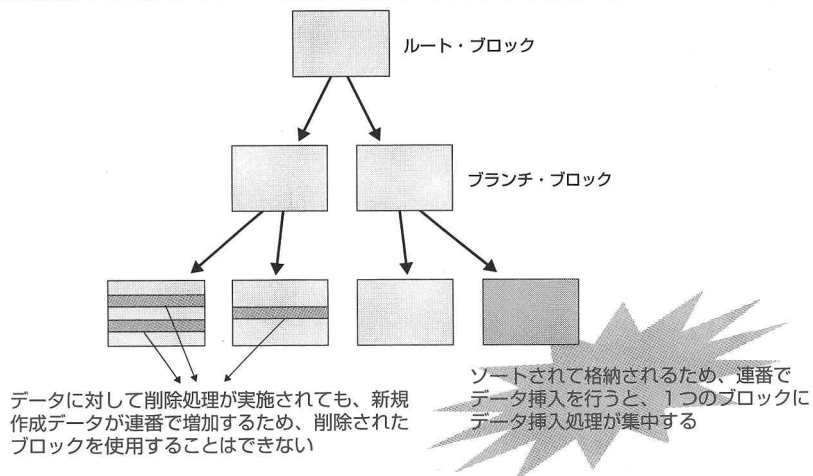 ルート・ブロック
ブランチ・ブロック
データに対して削除処理が実施されても、新規
作成データが連番で増加するため、削除された
ブロックを使用することはできない
ソートされて格納されるため、連番で
データ挿入を行うと、1つのブロックに
データ挿入処理が集中する